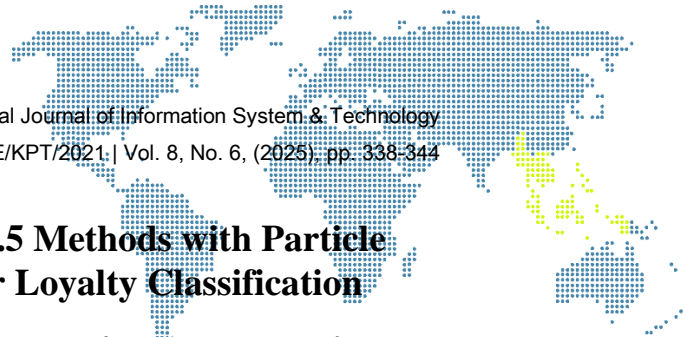 al Journal of Information System & Technology
E/KPT/2021 | Vol. 8, No. 6, (2025), pp. 338-344
.5 Methods with Particle
r Loyalty Classification